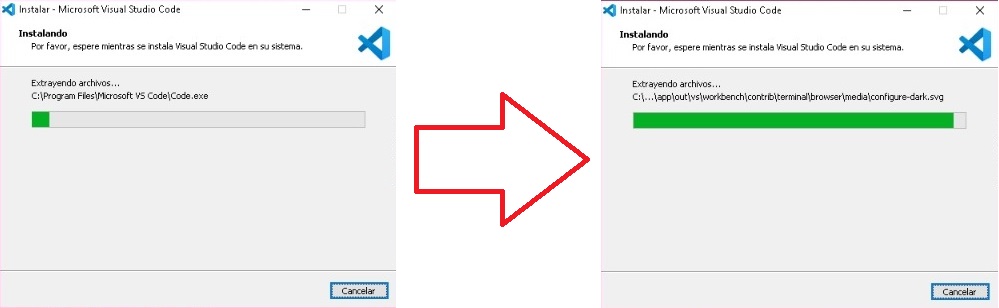 Instalar - Microsoft Visual Studio Code
Instalando
Por favor, espere mientras se instala Visual Studio Code en su sistema.
Extrayendo archivos...
C:\Program Files\Microsoft VS Code\Code.exe
Cancelar
Instalar - Microsoft Visual Studio Code
Instalando
Por favor, espere mientras se instala Visual Studio Code en su sistema.
Extrayendo archivos...
C:\...\app\out\vs\workbench\contrib\terminal\browser\media\configure-dark.svg
Cancelar